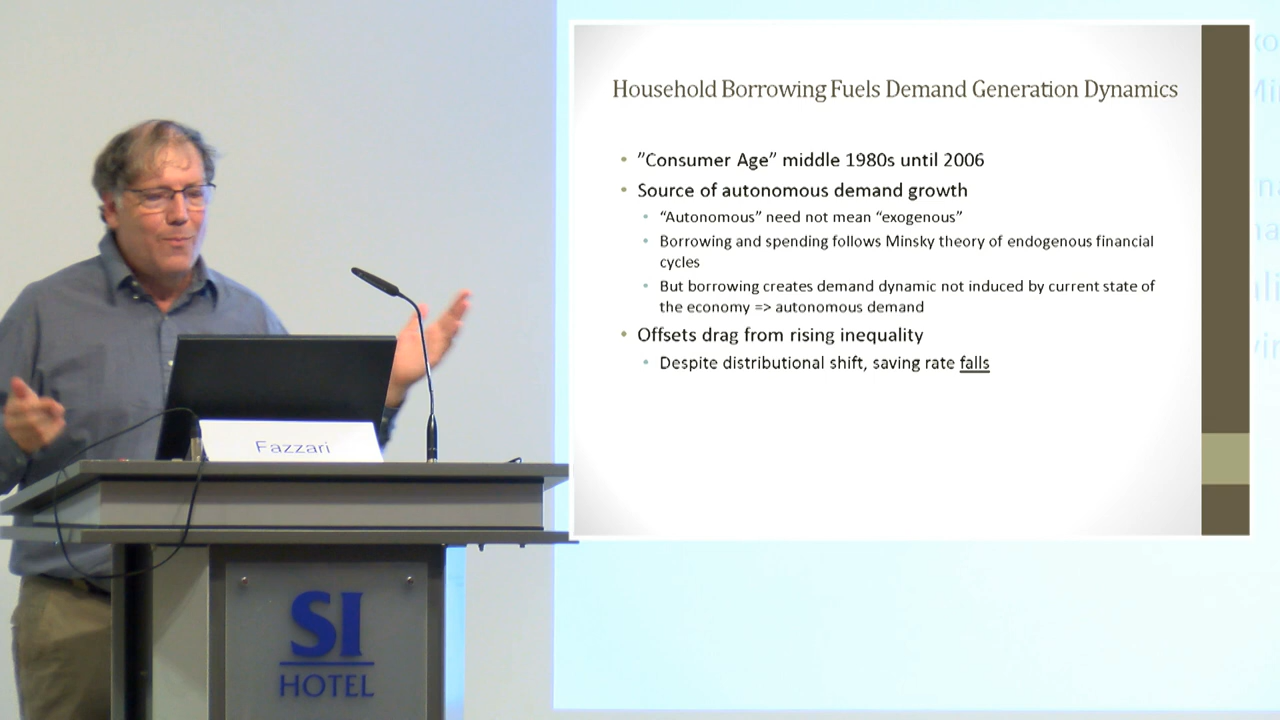 Household Borrowing Fuels Demand Generation Dynamics
• ”Consumer Age” middle 1980s until 2006
• Source of autonomous demand growth
• “Autonomous” need not mean “exogenous”
• Borrowing and spending follows Minsky theory of endogenous financial
cycles
• But borrowing creates demand dynamic not induced by current state of
the economy => autonomous demand
• Offsets drag from rising inequality
• Despite distributional shift, saving rate falls
Fazzari
SI
HOTEL